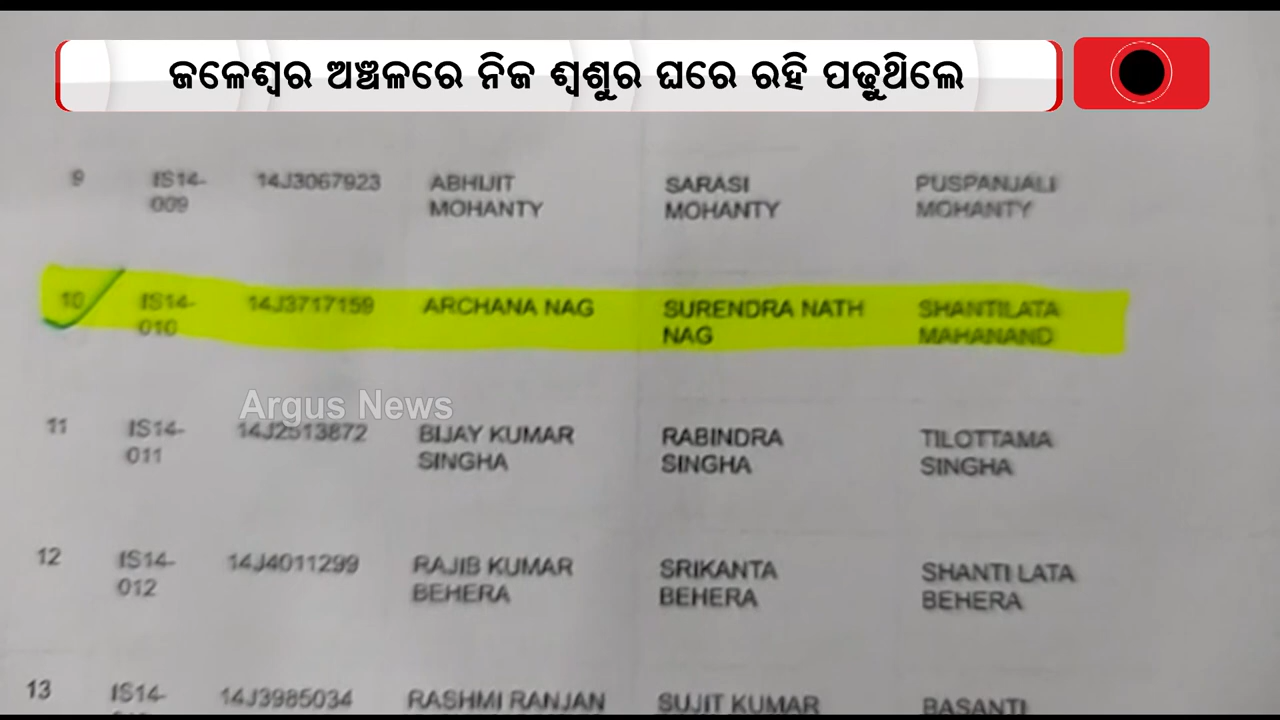 ଜଳେଶ୍ୱର ଅଞ୍ଚଳରେ ନିଜ ଶ୍ୱଶୁର ଘରେ ରହି ପଢୁଥିଲେ
9 IS14- 14J3067923 ABHIJIT SARASI PUSPANJALI
009 MOHANTY MOHANTY MOHANTY
10 IS14- 14J3717159 ARCHANA NAG SURENDRA NATH SHANTILATA
010 NAG MAHANAND
Argus News
11 IS14- 14J2513872 BIJAY KUMAR RABINDRA TILOTTAMA
011 SINGHA SINGHA SINGHA
12 IS14- 14J4011299 RAJIB KUMAR SRIKANTA SHANTI LATA
012 BEHERA BEHERA BEHERA
13 IS14- 14J3985034 RASHMI RANJAN SUJIT KUMAR BASANTI